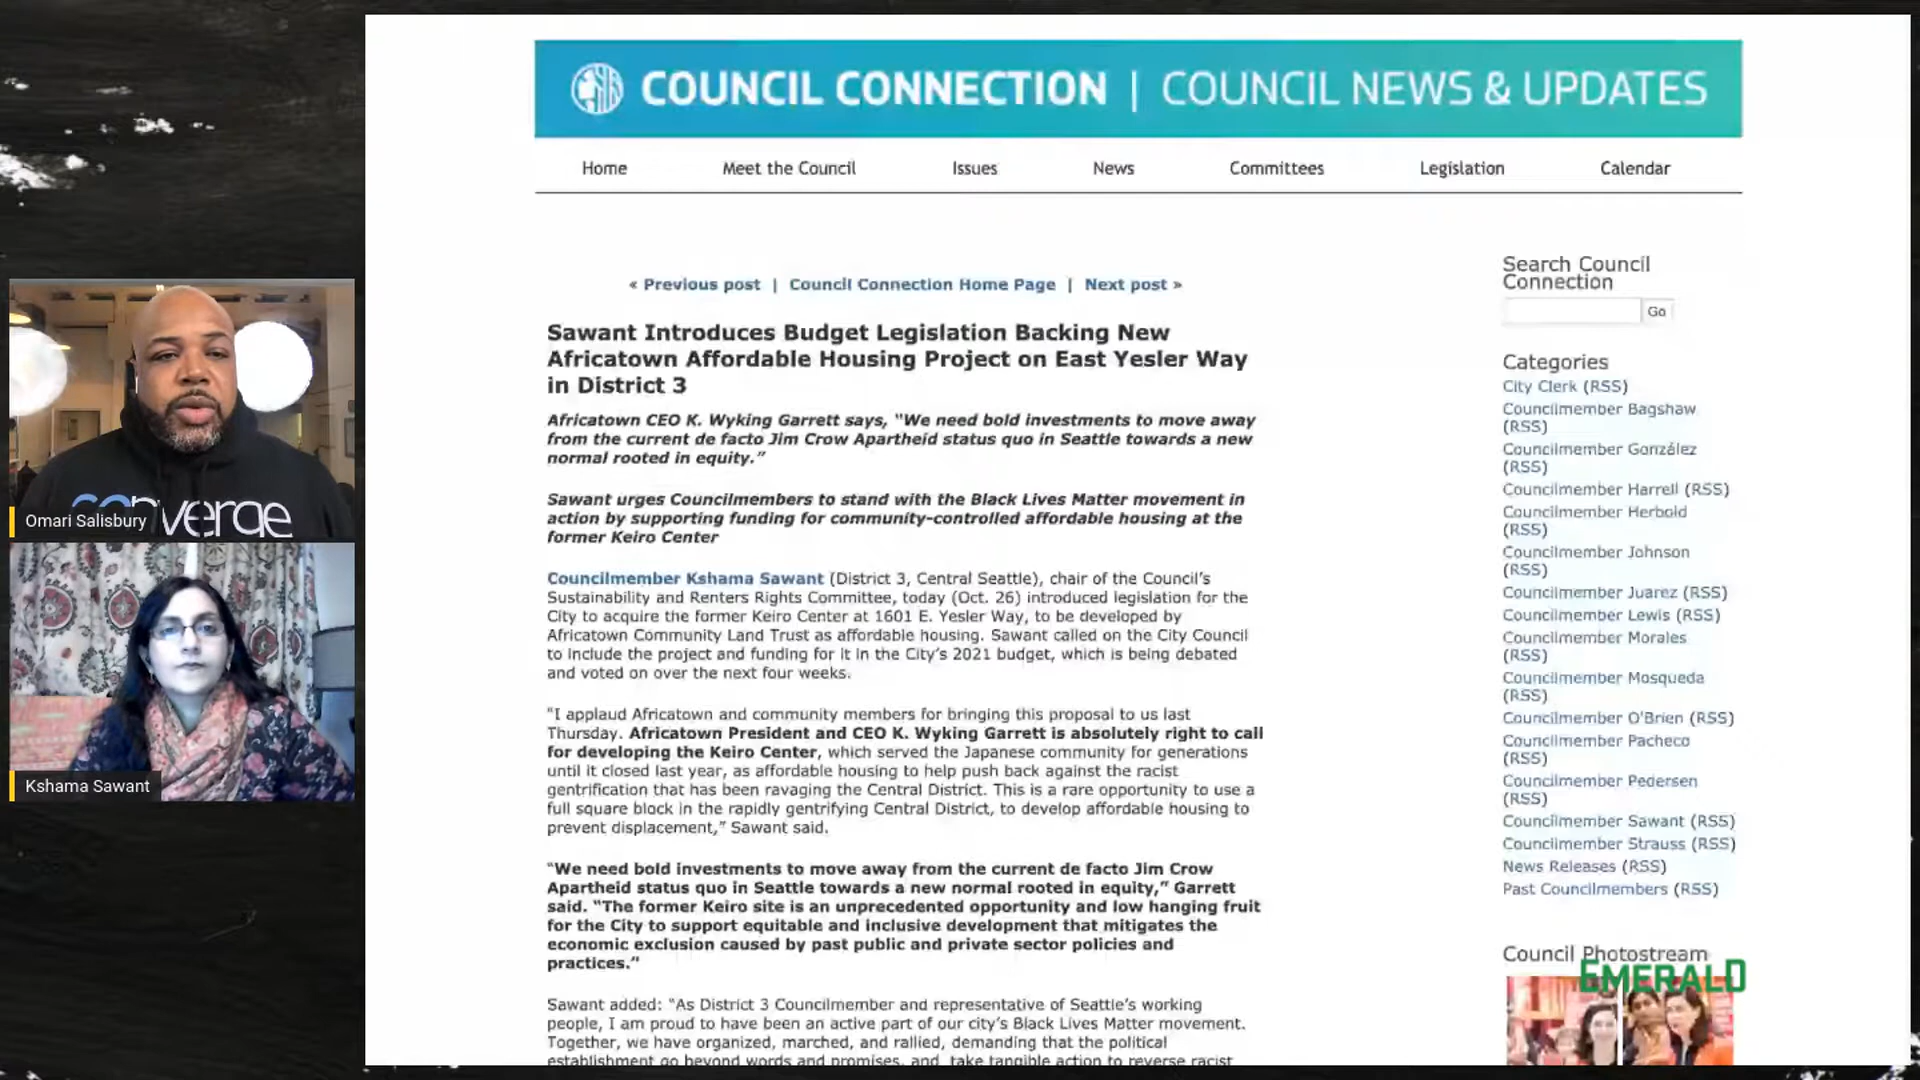 COUNCIL CONNECTION | COUNCIL NEWS & UPDATES
Home Meet the Council Issues News Committees Legislation Calendar
« Previous post | Council Connection Home Page | Next post »
Sawant Introduces Budget Legislation Backing New
Africatown Affordable Housing Project on East Yesler Way
in District 3
Africatown CEO K. Wyking Garrett says, "We need bold investments to move away
from the current de facto Jim Crow Apartheid status quo in Seattle towards a new
normal rooted in equity."
Sawant urges Councilmembers to stand with the Black Lives Matter movement in
action by supporting funding for community-controlled affordable housing at the
former Keiro Center
Councilmember Kshama Sawant (District 3, Central Seattle), chair of the Council's
Sustainability and Renters Rights Committee, today (Oct. 26) introduced legislation for the
City to acquire the former Keiro Center at 1601 E. Yesler Way, to be developed by
Africatown Community Land Trust as affordable housing. Sawant called on the City Council
to include the project and funding for it in the City's 2021 budget, which is being debated
and voted on over the next four weeks.
"I applaud Africatown and community members for bringing this proposal to us last
Thursday. Africatown President and CEO K. Wyking Garrett is absolutely right to call
for developing the Keiro Center, which served the Japanese community for generations
until it closed last year, as affordable housing to help push back against the racist
gentrification that has been ravaging the Central District. This is a rare opportunity to use a
full square block in the rapidly gentrifying Central District, to develop affordable housing to
prevent displacement," Sawant said.
"We need bold investments to move away from the current de facto Jim Crow
Apartheid status quo in Seattle towards a new normal rooted in equity," Garrett
said. "The former Keiro site is an unprecedented opportunity and low hanging fruit
for the City to support equitable and inclusive development that mitigates the
economic exclusion caused by past public and private sector policies and
practices."
Sawant added: "As District 3 Councilmember and representative of Seattle's working
people, I am proud to have been an active part of our city's Black Lives Matter movement.
Together, we have organized, marched, and rallied, demanding that the political
establishment go beyond words and promises, and take tangible action to reverse racist
Search Council
Connection
Go
Categories
City Clerk (RSS)
Councilmember Bagshaw
(RSS)
Councilmember González
(RSS)
Councilmember Harrell (RSS)
Councilmember Herbold
(RSS)
Councilmember Johnson
(RSS)
Councilmember Juarez (RSS)
Councilmember Lewis (RSS)
Councilmember Morales
(RSS)
Councilmember Mosqueda
(RSS)
Councilmember O'Brien (RSS)
Councilmember Pacheco
(RSS)
Councilmember Pedersen
(RSS)
Councilmember Sawant (RSS)
Councilmember Strauss (RSS)
News Releases (RSS)
Past Councilmembers (RSS)
Council Photostream
EMERALD
converge
Omari Salisbury
Kshama Sawant